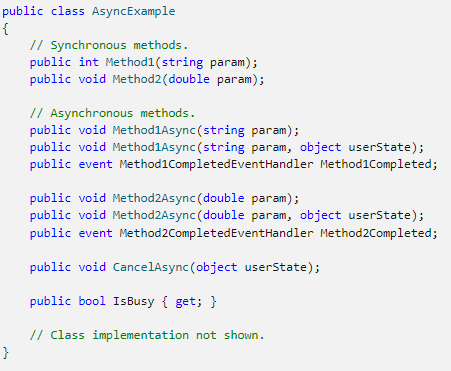 public class AsyncExample
{
    // Synchronous methods.
    public int Method1(string param);
    public void Method2(double param);

    // Asynchronous methods.
    public void Method1Async(string param);
    public void Method1Async(string param, object userState);
    public event Method1CompletedEventHandler Method1Completed;

    public void Method2Async(double param);
    public void Method2Async(double param, object userState);
    public event Method2CompletedEventHandler Method2Completed;

    public void CancelAsync(object userState);

    public bool IsBusy { get; }

    // Class implementation not shown.
}